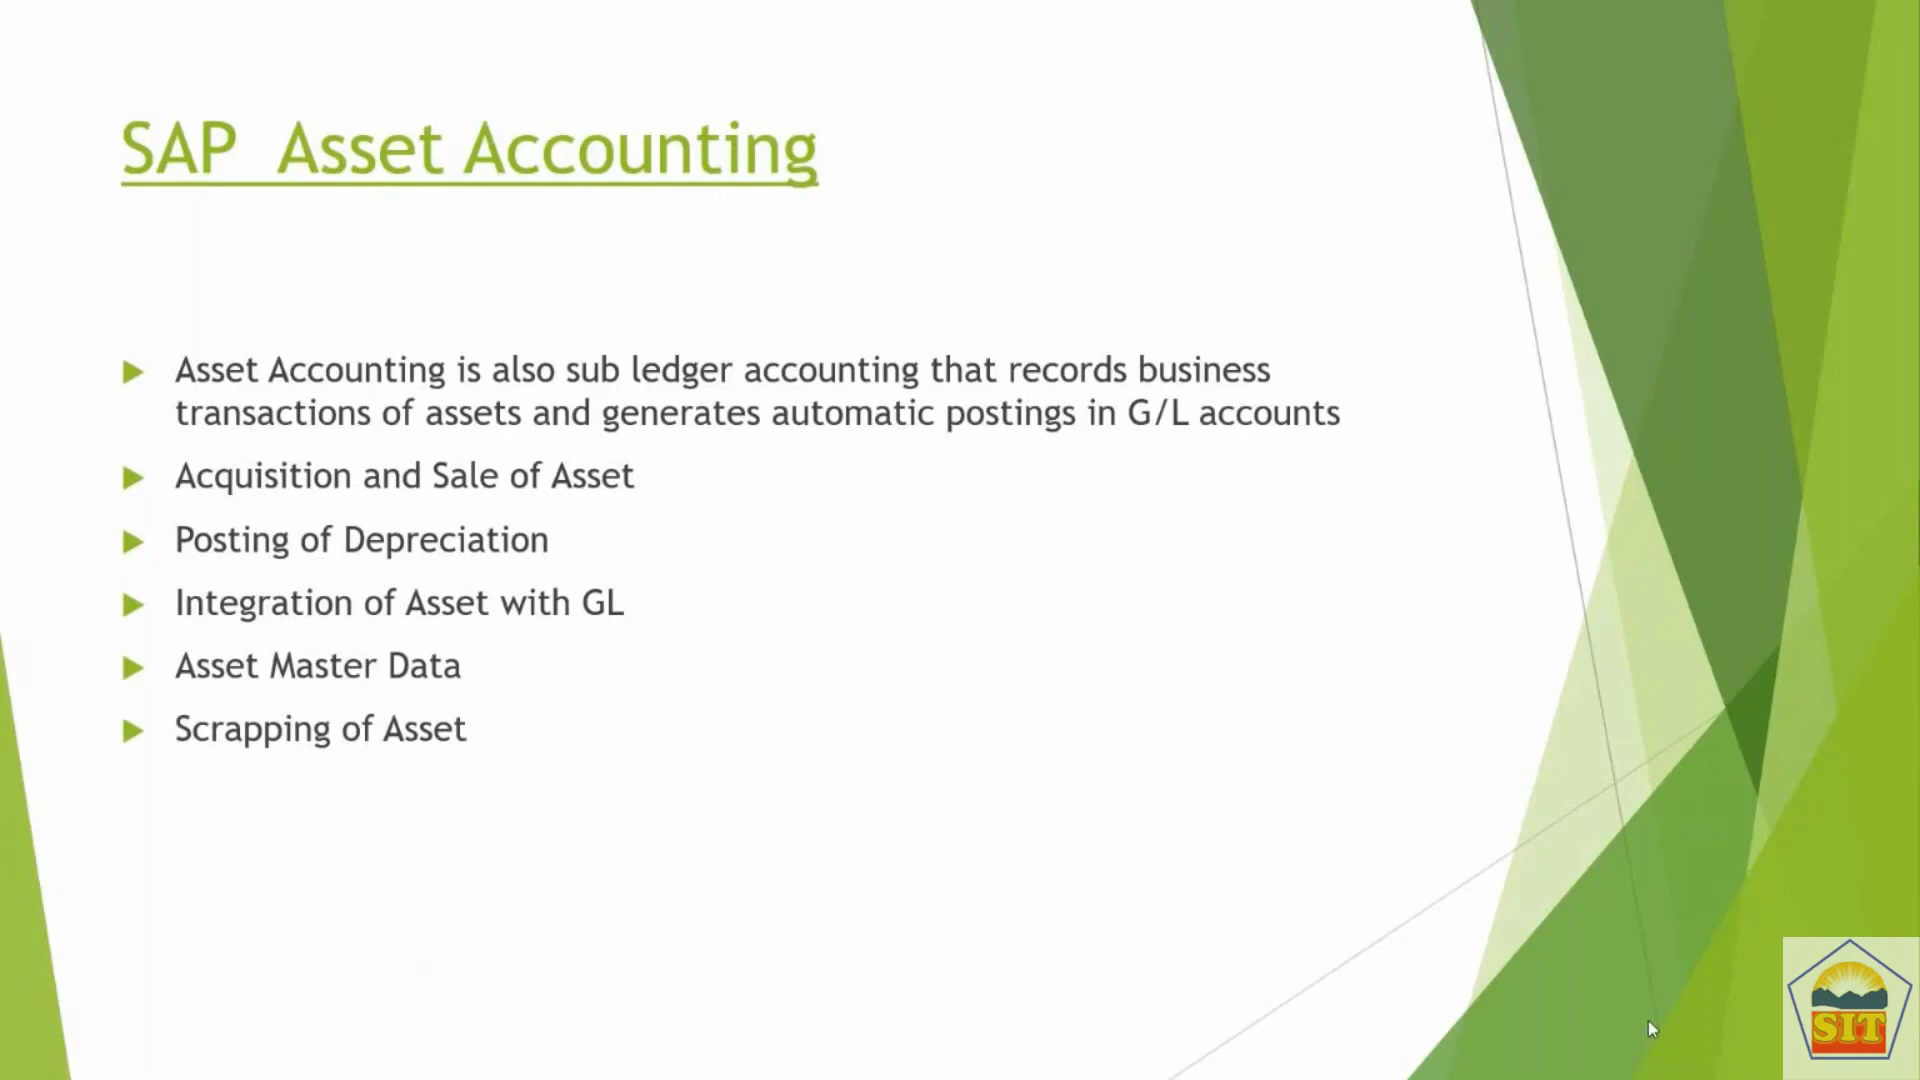 SAP  Asset Accounting
Asset Accounting is also sub ledger accounting that records business
transactions of assets and generates automatic postings in G/L accounts
Acquisition and Sale of Asset
Posting of Depreciation
Integration of Asset with GL
Asset Master Data
Scrapping of Asset
SIT